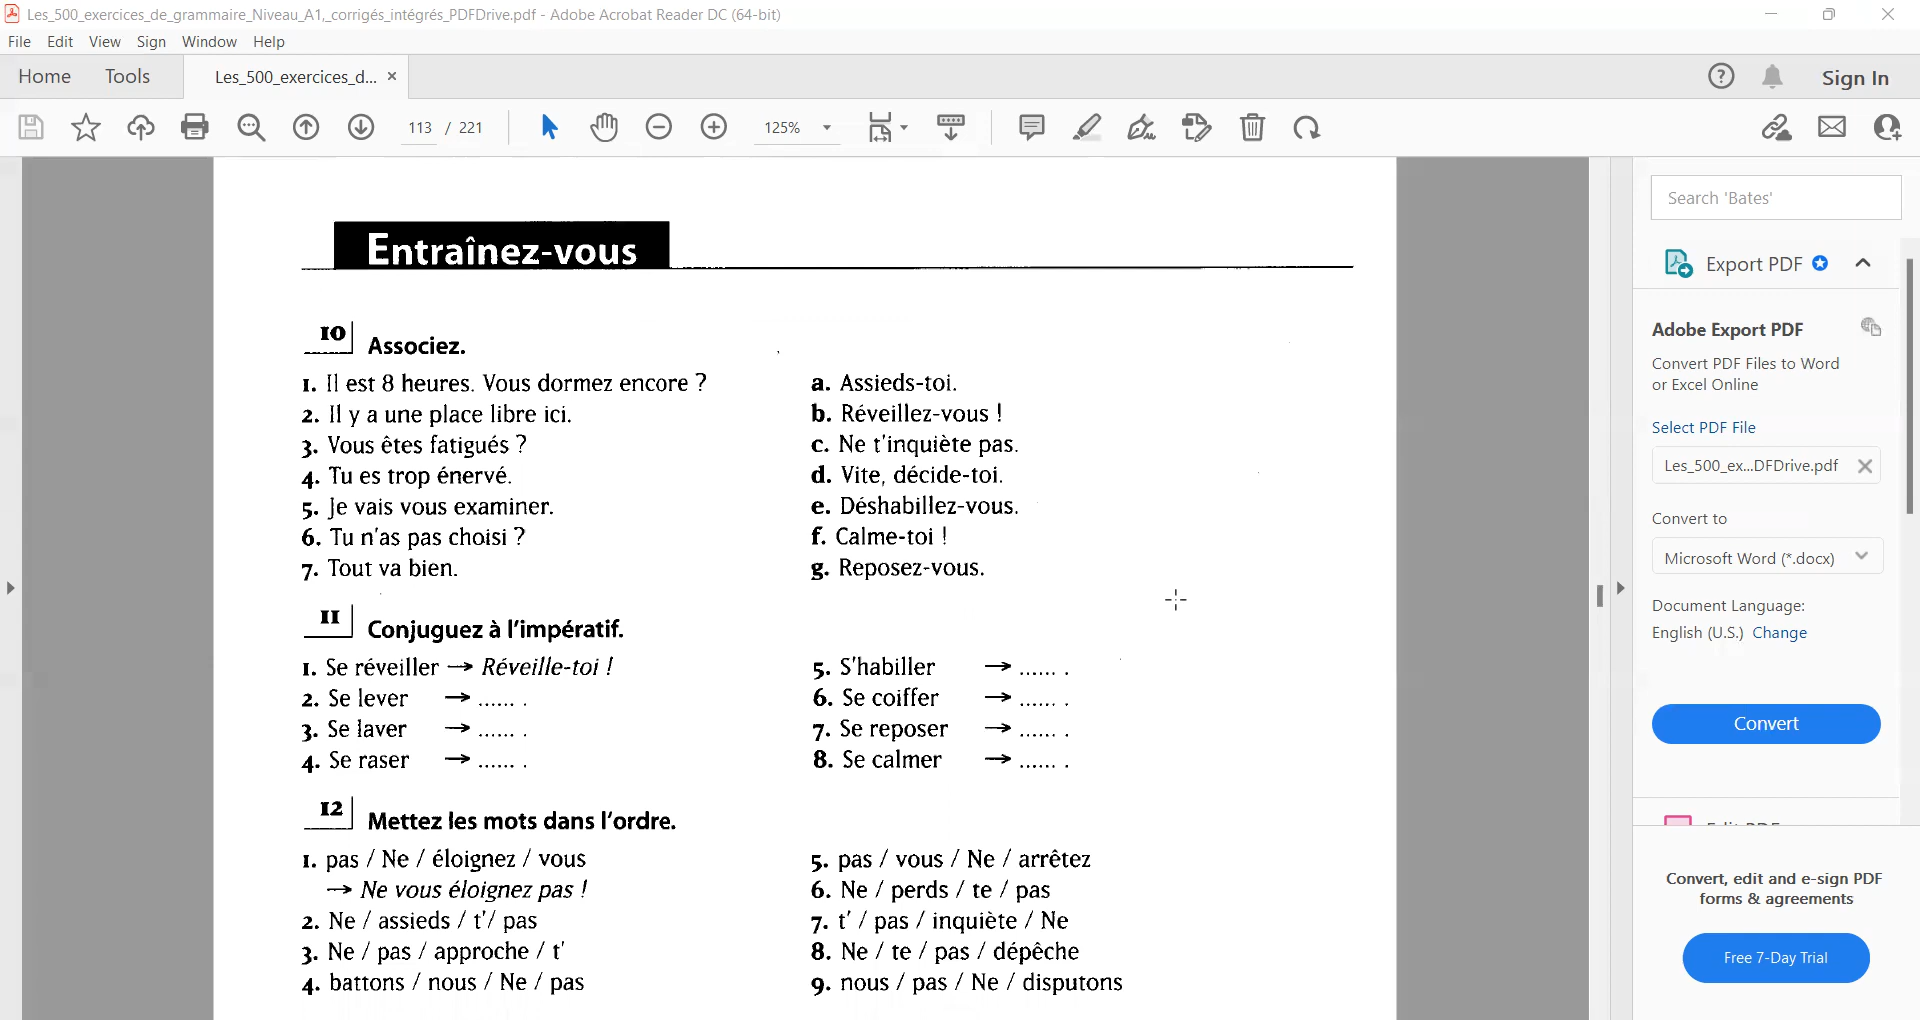 Les_500_exercices_de_grammaire_Niveau_A1,_corrigés_intégrés_PDFDrive.pdf - Adobe Acrobat Reader DC (64-bit)
File Edit View Sign Window Help
Home Tools Les_500_exercices_d... × Sign In
113 / 221 125%
Search 'Bates'
Export PDF
Adobe Export PDF
Convert PDF Files to Word
or Excel Online
Select PDF File
Les_500_ex...DFDrive.pdf
Convert to
Microsoft Word (*.docx)
Document Language:
English (U.S.) Change
Convert
Convert, edit and e-sign PDF
forms & agreements
Free 7-Day Trial
Entraînez-vous
10 Associez.
1. Il est 8 heures. Vous dormez encore ?
2. Il y a une place libre ici.
3. Vous êtes fatigués ?
4. Tu es trop énervé.
5. Je vais vous examiner.
6. Tu n'as pas choisi ?
7. Tout va bien.
a. Assieds-toi.
b. Réveillez-vous !
c. Ne t'inquiète pas.
d. Vite, décide-toi.
e. Déshabillez-vous.
f. Calme-toi !
g. Reposez-vous.
11 Conjuguez à l'impératif.
1. Se réveiller → Réveille-toi !
2. Se lever → ...... .
3. Se laver → ...... .
4. Se raser → ...... .
5. S'habiller → ...... .
6. Se coiffer → ...... .
7. Se reposer → ...... .
8. Se calmer → ...... .
12 Mettez les mots dans l'ordre.
1. pas / Ne / éloignez / vous
→ Ne vous éloignez pas !
2. Ne / assieds / t'/ pas
3. Ne / pas / approche / t'
4. battons / nous / Ne / pas
5. pas / vous / Ne / arrêtez
6. Ne / perds / te / pas
7. t' / pas / inquiète / Ne
8. Ne / te / pas / dépêche
9. nous / pas / Ne / disputons